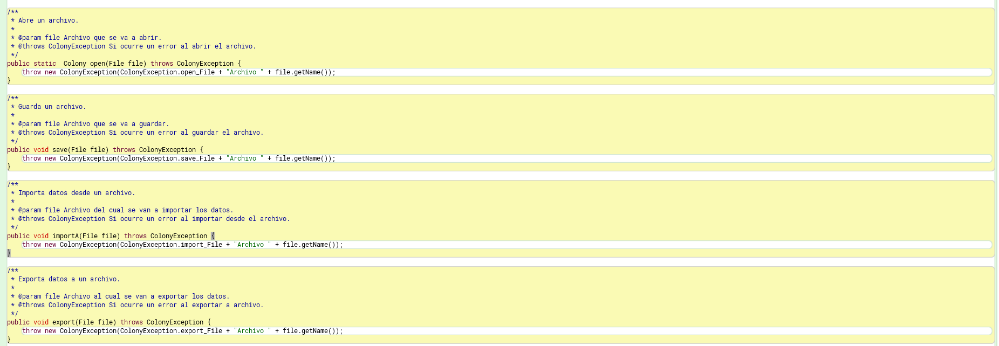 /**
 * Abre un archivo.
 *
 * @param file Archivo que se va a abrir.
 * @throws ColonyException Si ocurre un error al abrir el archivo.
 */
public static  Colony open(File file) throws ColonyException {
    throw new ColonyException(ColonyException.open_File + "Archivo " + file.getName());
}
/**
 * Guarda un archivo.
 *
 * @param file Archivo que se va a guardar.
 * @throws ColonyException Si ocurre un error al guardar el archivo.
 */
public void save(File file) throws ColonyException {
    throw new ColonyException(ColonyException.save_File + "Archivo " + file.getName());
}
/**
 * Importa datos desde un archivo.
 *
 * @param file Archivo del cual se van a importar los datos.
 * @throws ColonyException Si ocurre un error al importar desde el archivo.
 */
public void importA(File file) throws ColonyException {
    throw new ColonyException(ColonyException.import_File + "Archivo " + file.getName());
}
/**
 * Exporta datos a un archivo.
 *
 * @param file Archivo al cual se van a exportar los datos.
 * @throws ColonyException Si ocurre un error al exportar a archivo.
 */
public void export(File file) throws ColonyException {
    throw new ColonyException(ColonyException.export_File + "Archivo " + file.getName());
}